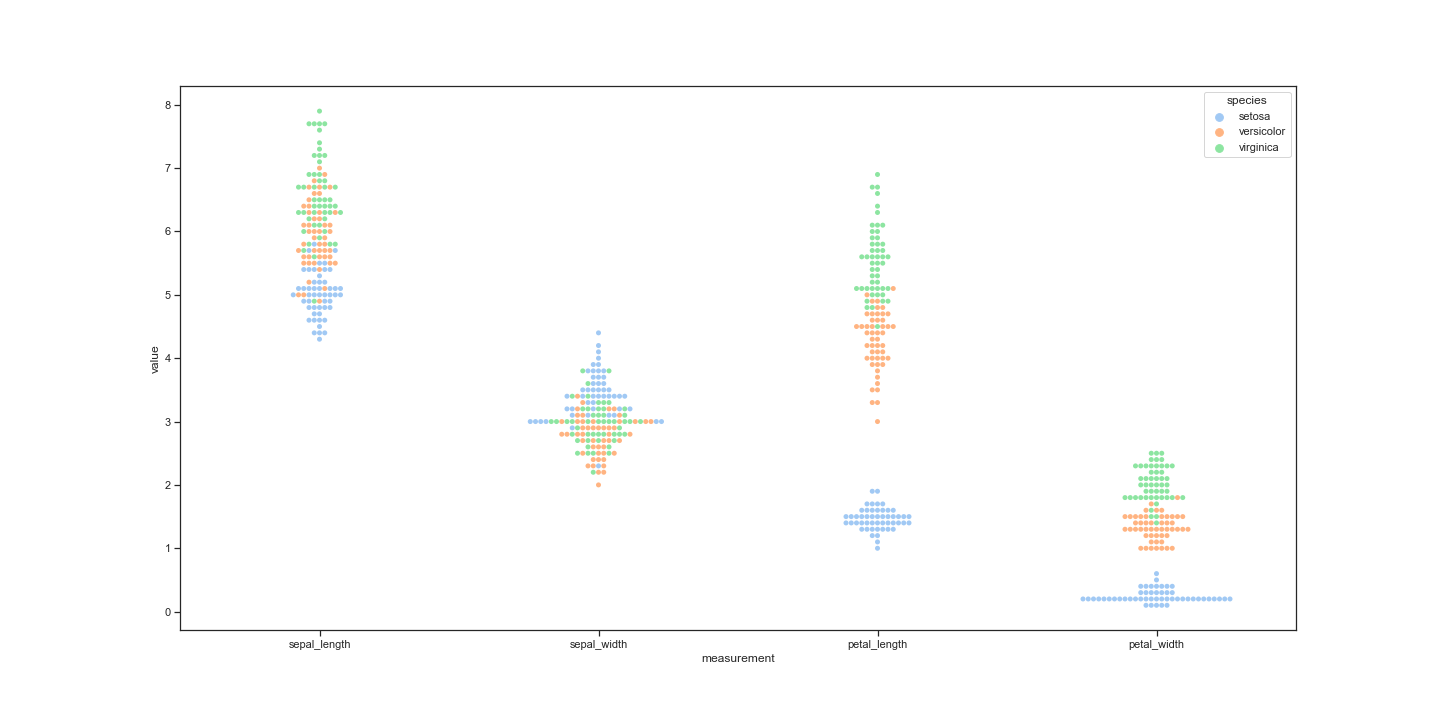 species
setosa
versicolor
virginica
8
7
6
5
4
3
2
1
0
value
sepal_length
sepal_width
petal_length
petal_width
measurement